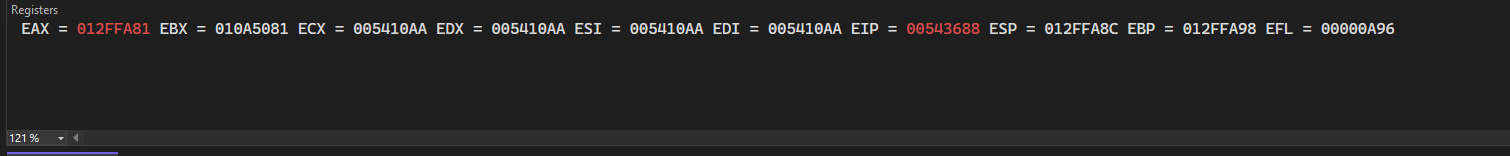 Registers
EAX = 012FFA81 EBX = 010A5081 ECX = 005410AA EDX = 005410AA ESI = 005410AA EDI = 005410AA EIP = 00543688 ESP = 012FFA8C EBP = 012FFA98 EFL = 00000A96
121 %